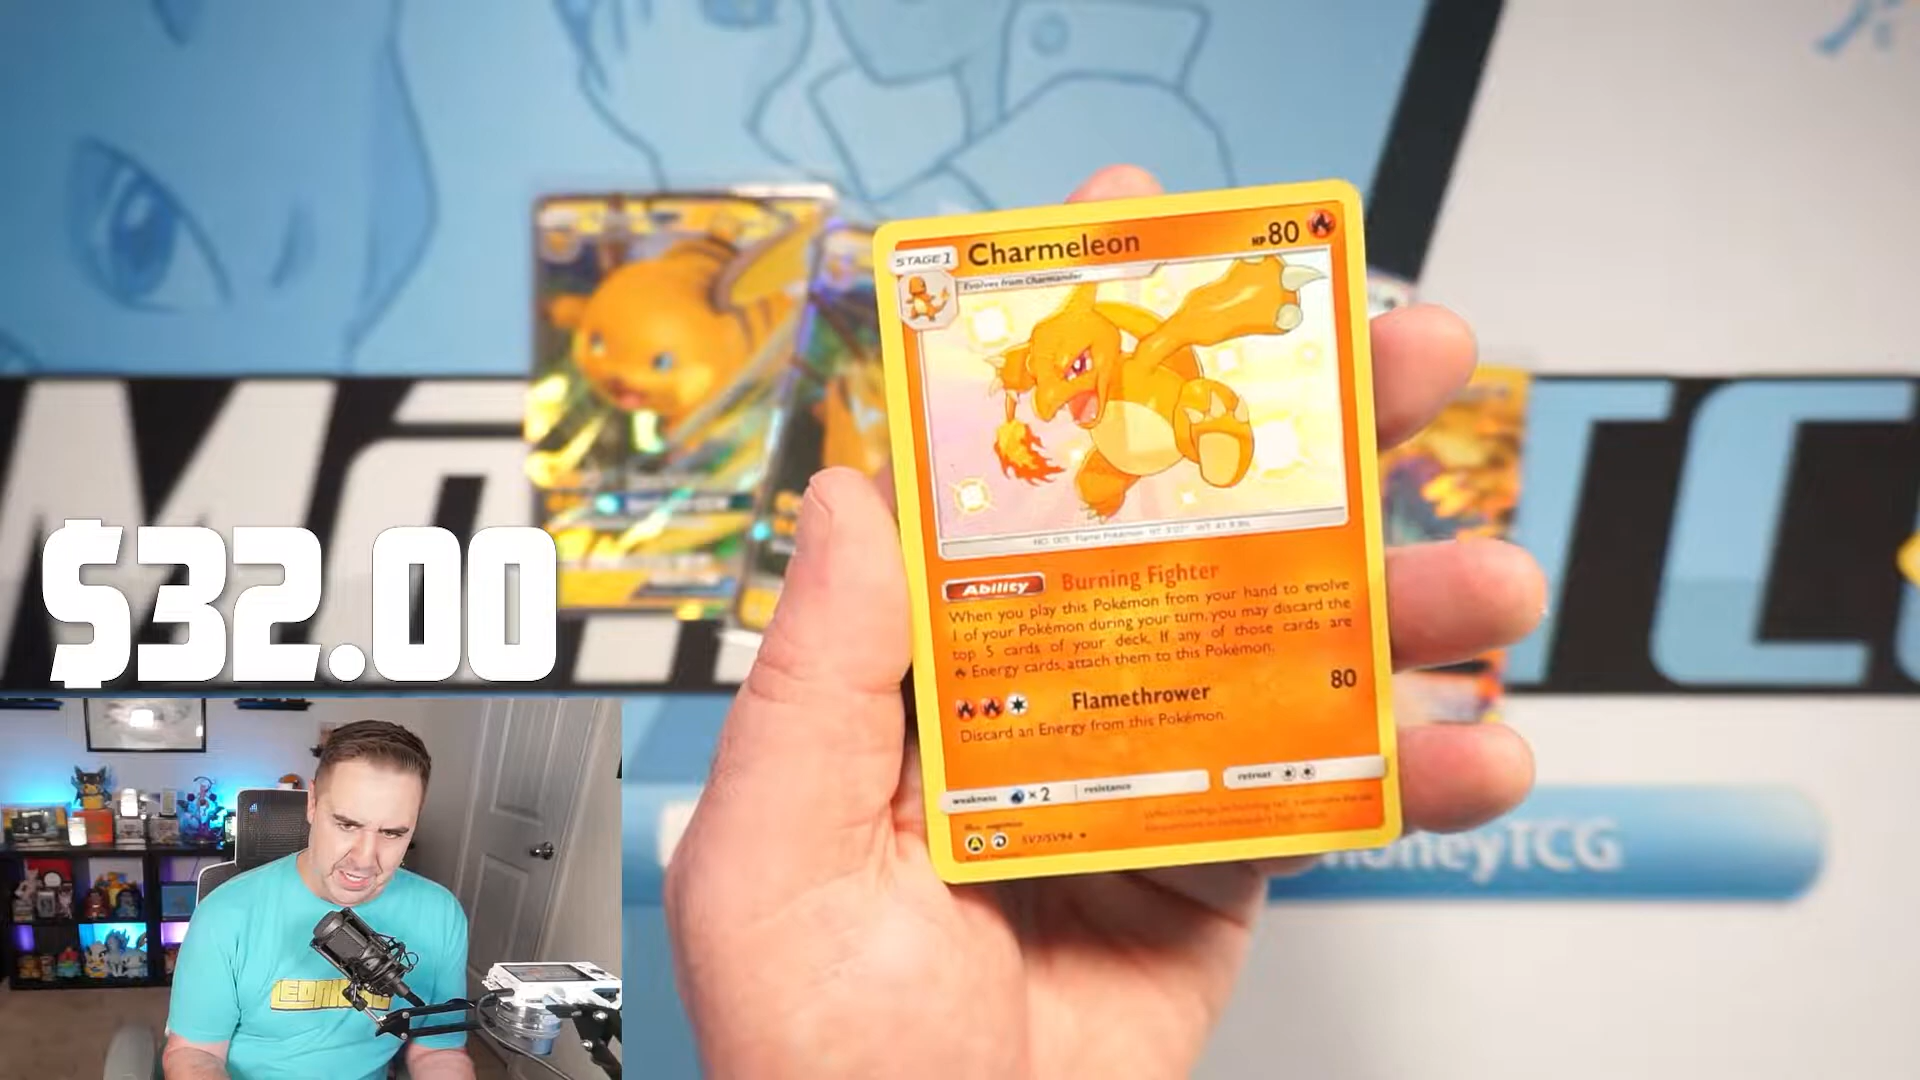 STAGE 1 Charmeleon HP 80
Evolves from Charmander
Ability Burning Fighter
When you play this Pokémon from your hand to evolve
1 of your Pokémon during your turn, you may discard the
top 5 cards of your deck. If any of those cards are
Energy cards, attach them to this Pokémon.
Flamethrower 80
Discard an Energy from this Pokémon.
weakness × 2 resistance retreat
A SV7/SV94
$32.00
TC
moneyTCG